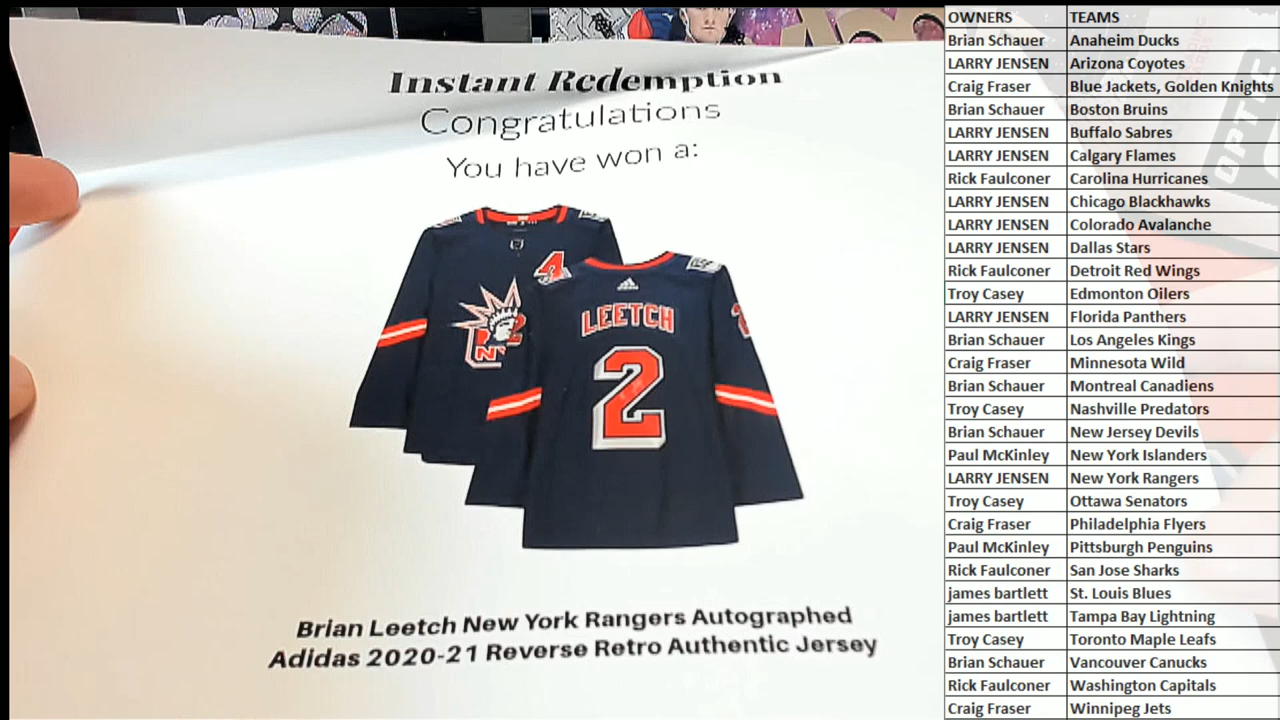 Instant Redemption
Congratulations
You have won a:
LEETCH
2
Brian Leetch New York Rangers Autographed
Adidas 2020-21 Reverse Retro Authentic Jersey
OWNERS TEAMS
Brian Schauer Anaheim Ducks
LARRY JENSEN Arizona Coyotes
Craig Fraser Blue Jackets, Golden Knights
Brian Schauer Boston Bruins
LARRY JENSEN Buffalo Sabres
LARRY JENSEN Calgary Flames
Rick Faulconer Carolina Hurricanes
LARRY JENSEN Chicago Blackhawks
LARRY JENSEN Colorado Avalanche
LARRY JENSEN Dallas Stars
Rick Faulconer Detroit Red Wings
Troy Casey Edmonton Oilers
LARRY JENSEN Florida Panthers
Brian Schauer Los Angeles Kings
Craig Fraser Minnesota Wild
Brian Schauer Montreal Canadiens
Troy Casey Nashville Predators
Brian Schauer New Jersey Devils
Paul McKinley New York Islanders
LARRY JENSEN New York Rangers
Troy Casey Ottawa Senators
Craig Fraser Philadelphia Flyers
Paul McKinley Pittsburgh Penguins
Rick Faulconer San Jose Sharks
james bartlett St. Louis Blues
james bartlett Tampa Bay Lightning
Troy Casey Toronto Maple Leafs
Brian Schauer Vancouver Canucks
Rick Faulconer Washington Capitals
Craig Fraser Winnipeg Jets